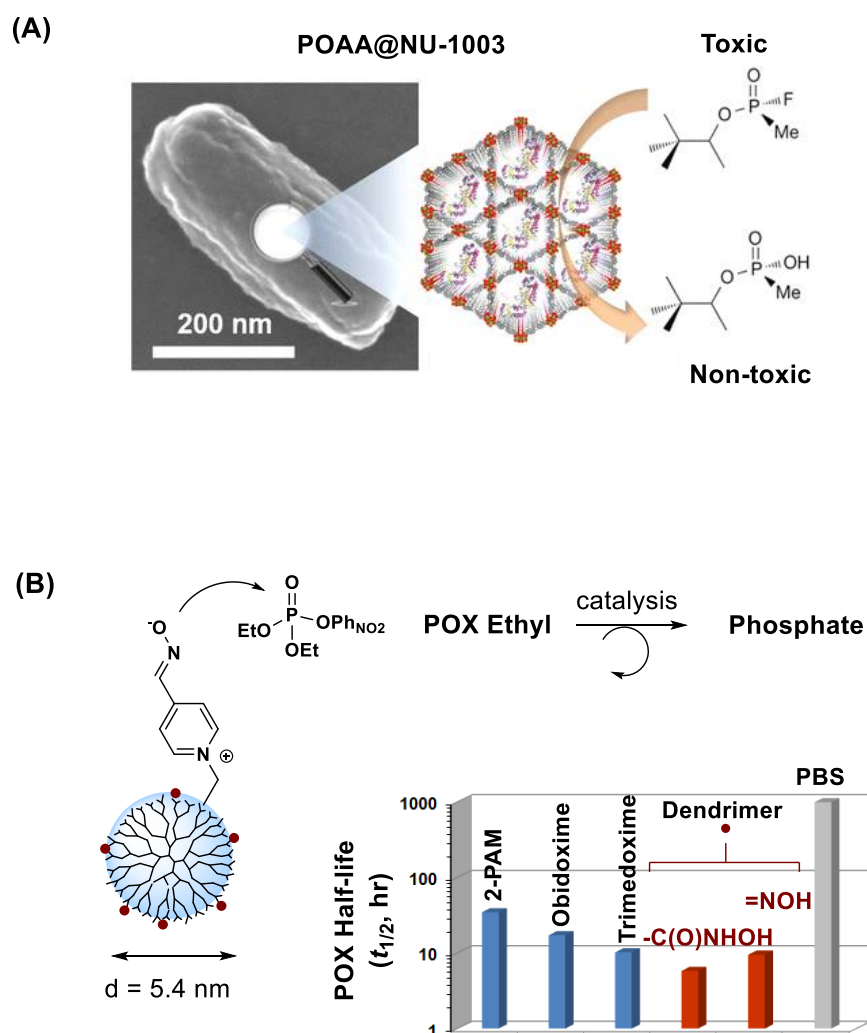 (A)
POAA@NU-1003
Toxic
O
O
P
F
Me
200 nm
O
O
P
OH
Me
Non-toxic
(B)
-O
N
N
⊕
O
EtO
P
OPhNO2
OEt
POX Ethyl
catalysis
Phosphate
d = 5.4 nm
POX Half-life
(t1/2, hr)
1000
100
10
1
2-PAM
Obidoxime
Trimedoxime
Dendrimer
-C(O)NHOH
=NOH
PBS